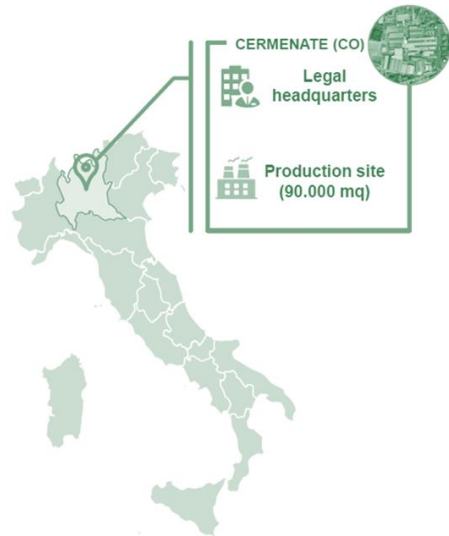 CERMENATE (CO)
Legal
headquarters
Production site
(90.000 mq)